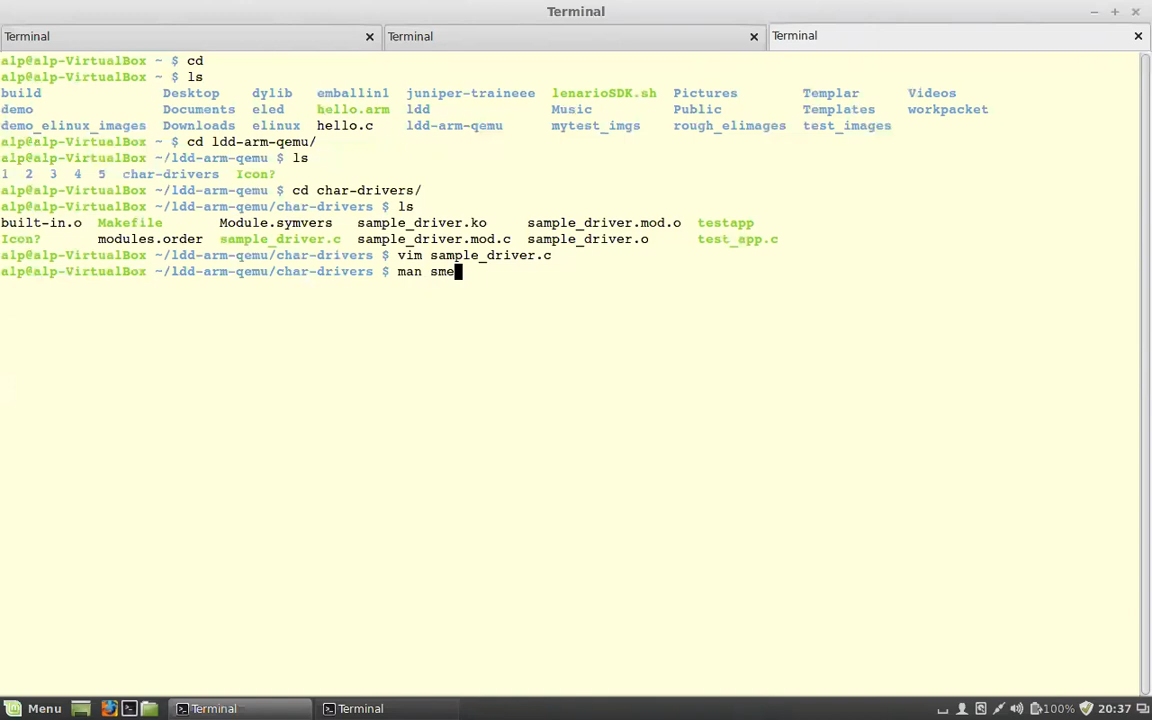 Terminal
Terminal Terminal Terminal
alp@alp-VirtualBox ~ $ cd
alp@alp-VirtualBox ~ $ ls
build Desktop dylib emballin1 juniper-traineee lenarioSDK.sh Pictures Templar Videos
demo Documents eled hello.arm ldd Music Public Templates workpacket
demo_elinux_images Downloads elinux hello.c ldd-arm-qemu mytest_imgs rough_elimages test_images
alp@alp-VirtualBox ~ $ cd ldd-arm-qemu/
alp@alp-VirtualBox ~/ldd-arm-qemu $ ls
1 2 3 4 5 char-drivers Icon?
alp@alp-VirtualBox ~/ldd-arm-qemu $ cd char-drivers/
alp@alp-VirtualBox ~/ldd-arm-qemu/char-drivers $ ls
built-in.o Makefile Module.symvers sample_driver.ko sample_driver.mod.o testapp
Icon? modules.order sample_driver.c sample_driver.mod.c sample_driver.o test_app.c
alp@alp-VirtualBox ~/ldd-arm-qemu/char-drivers $ vim sample_driver.c
alp@alp-VirtualBox ~/ldd-arm-qemu/char-drivers $ man sme
Menu Terminal Terminal 100% 20:37